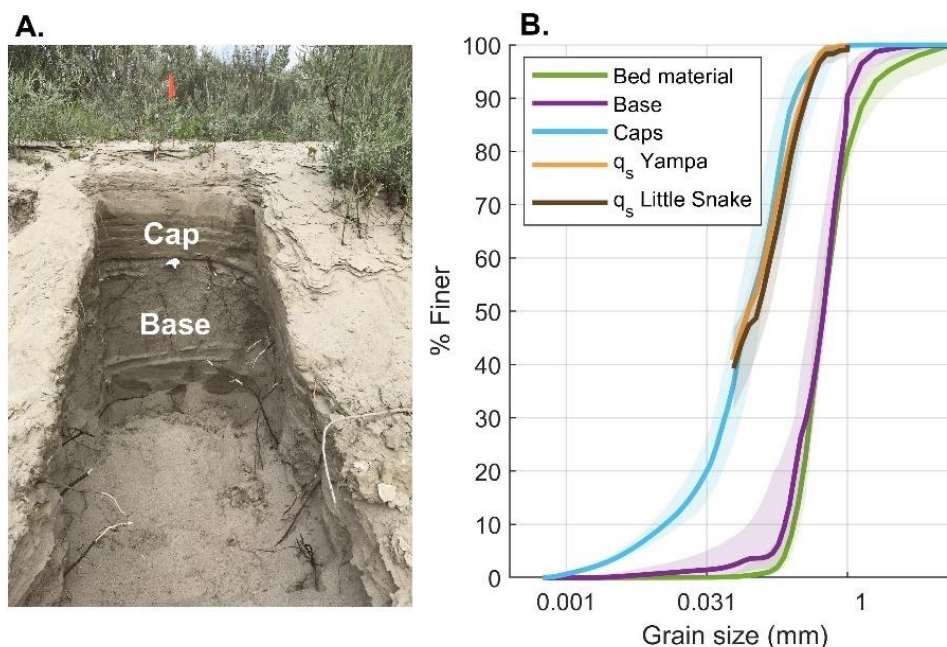 A.
Cap
Base
B.
100
90
80
70
60
50
40
30
20
10
0
% Finer
Bed material
Base
Caps
qs Yampa
qs Little Snake
0.001
0.031
1
Grain size (mm)